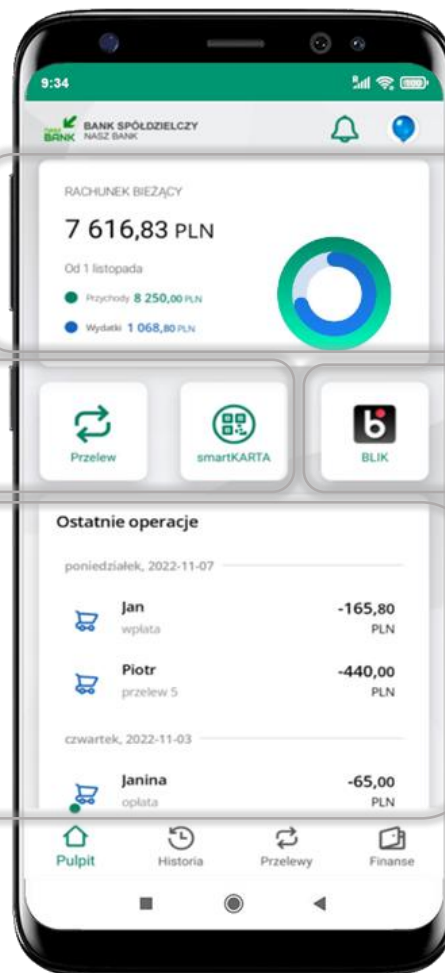 9:34
nasz BANK
BANK SPÓŁDZIELCZY
NASZ BANK
RACHUNEK BIEŻĄCY
7 616,83 PLN
Od 1 listopada
Przychody 8 250,00 PLN
Wydatki 1 068,80 PLN
Przelew
smartKARTA
BLIK
Ostatnie operacje
poniedziałek, 2022-11-07
Jan -165,80
wpłata PLN
Piotr -440,00
przelew 5 PLN
czwartek, 2022-11-03
Janina -65,00
opłata PLN
Pulpit Historia Przelewy Finanse